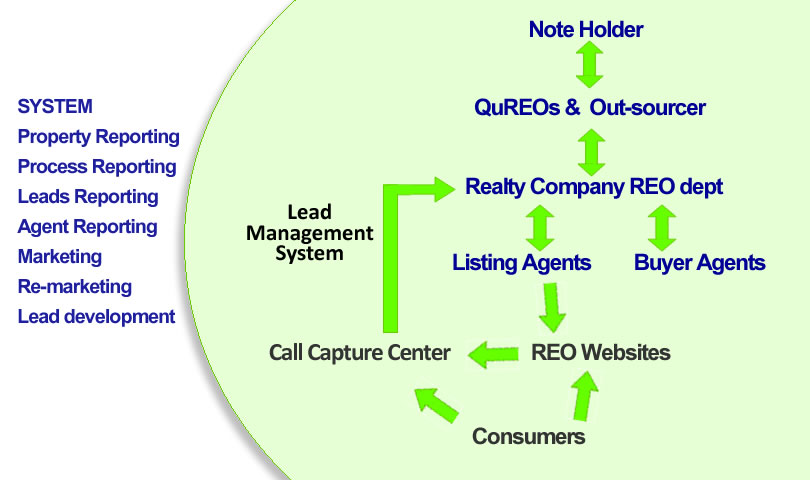 SYSTEM
Property Reporting
Process Reporting
Leads Reporting
Agent Reporting
Marketing
Re-marketing
Lead development
Note Holder
QuREOs & Out-sourcer
Realty Company REO dept
Lead
Management
System
Listing Agents
Buyer Agents
Call Capture Center
REO Websites
Consumers